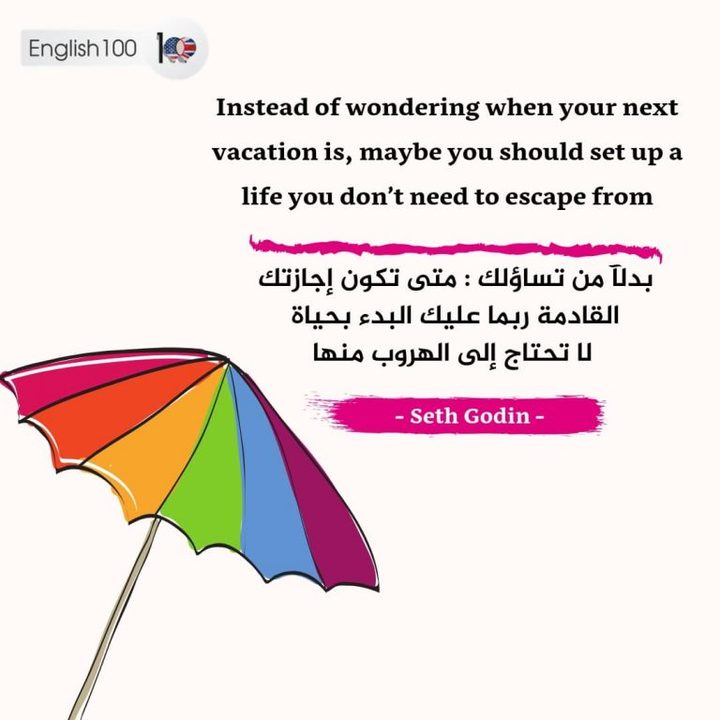 English100
Instead of wondering when your next
vacation is, maybe you should set up a
life you don’t need to escape from
بدلآ من تساؤلك : متى تكون إجازتك
القادمة ربما عليك البدء بحياة
لا تحتاج إلى الهروب منها
- Seth Godin -